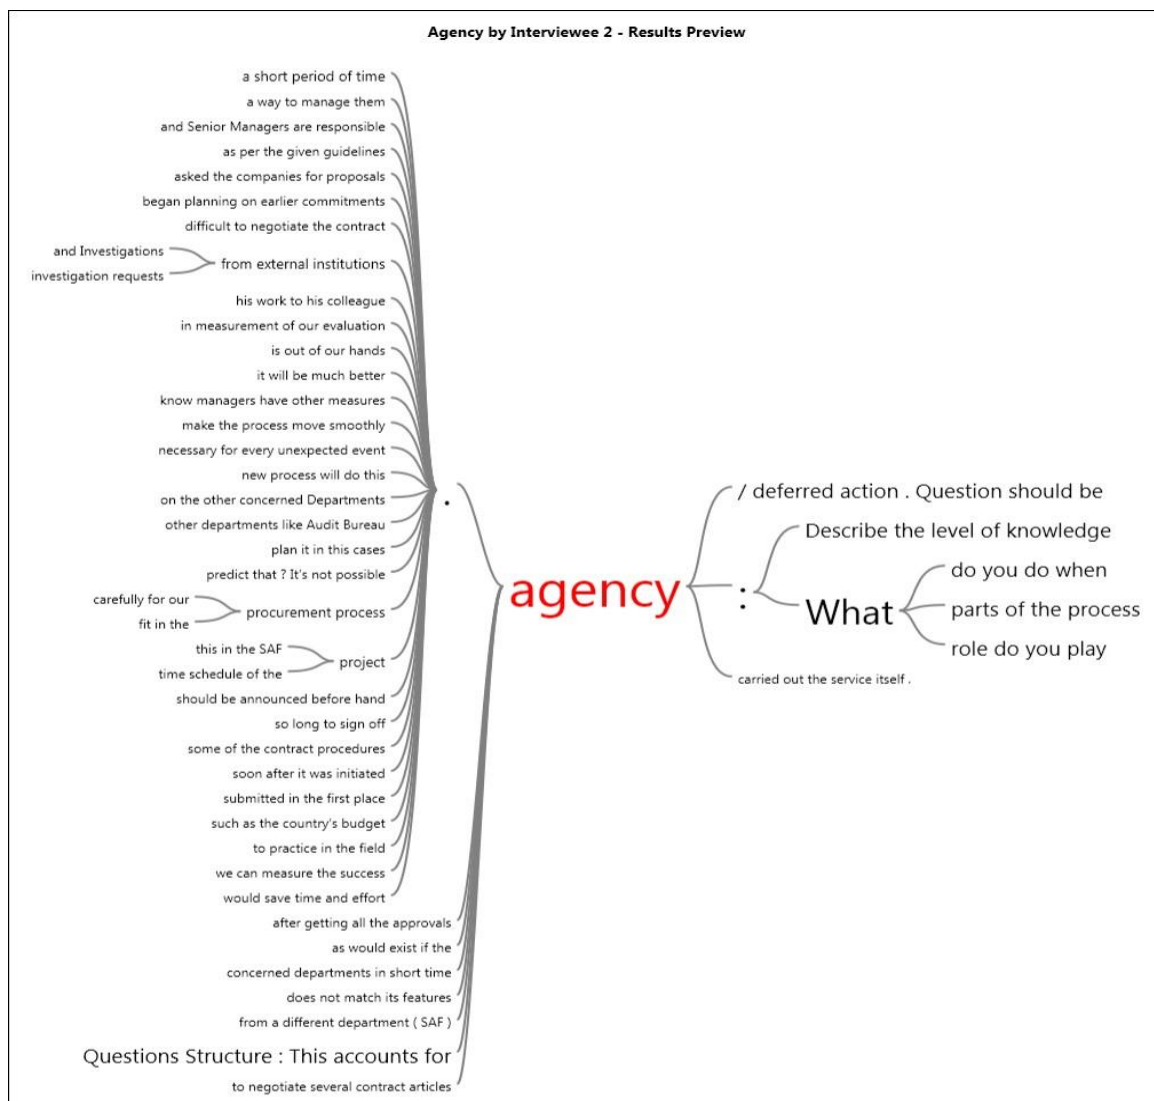 Agency by Interviewee 2 - Results Preview
a short period of time
a way to manage them
and Senior Managers are responsible
as per the given guidelines
asked the companies for proposals
began planning on earlier commitments
difficult to negotiate the contract
and Investigations
investigation requests
from external institutions
his work to his colleague
in measurement of our evaluation
is out of our hands
it will be much better
know managers have other measures
make the process move smoothly
necessary for every unexpected event
new process will do this
on the other concerned Departments
other departments like Audit Bureau
plan it in this cases
predict that ? It's not possible
carefully for our
fit in the
procurement process
this in the SAF
time schedule of the
project
should be announced before hand
so long to sign off
some of the contract procedures
soon after it was initiated
submitted in the first place
such as the country's budget
to practice in the field
we can measure the success
would save time and effort
.
after getting all the approvals
as would exist if the
concerned departments in short time
does not match its features
from a different department ( SAF )
Questions Structure : This accounts for
to negotiate several contract articles
agency
/ deferred action . Question should be
:
Describe the level of knowledge
What
do you do when
parts of the process
role do you play
carried out the service itself .